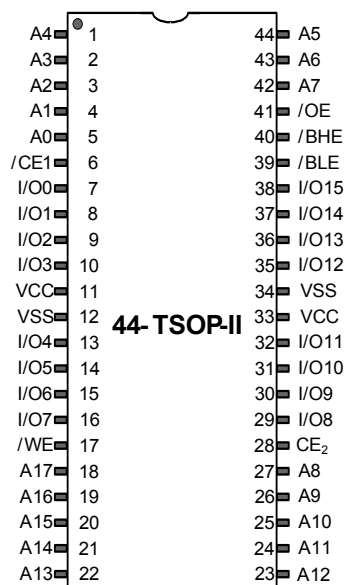 A4 1 44 A5
A3 2 43 A6
A2 3 42 A7
A1 4 41 /OE
A0 5 40 /BHE
/CE1 6 39 /BLE
I/O0 7 38 I/O15
I/O1 8 37 I/O14
I/O2 9 36 I/O13
I/O3 10 35 I/O12
VCC 11 34 VSS
VSS 12 33 VCC
44-TSOP-II
I/O4 13 32 I/O11
I/O5 14 31 I/O10
I/O6 15 30 I/O9
I/O7 16 29 I/O8
/WE 17 28 CE₂
A17 18 27 A8
A16 19 26 A9
A15 20 25 A10
A14 21 24 A11
A13 22 23 A12